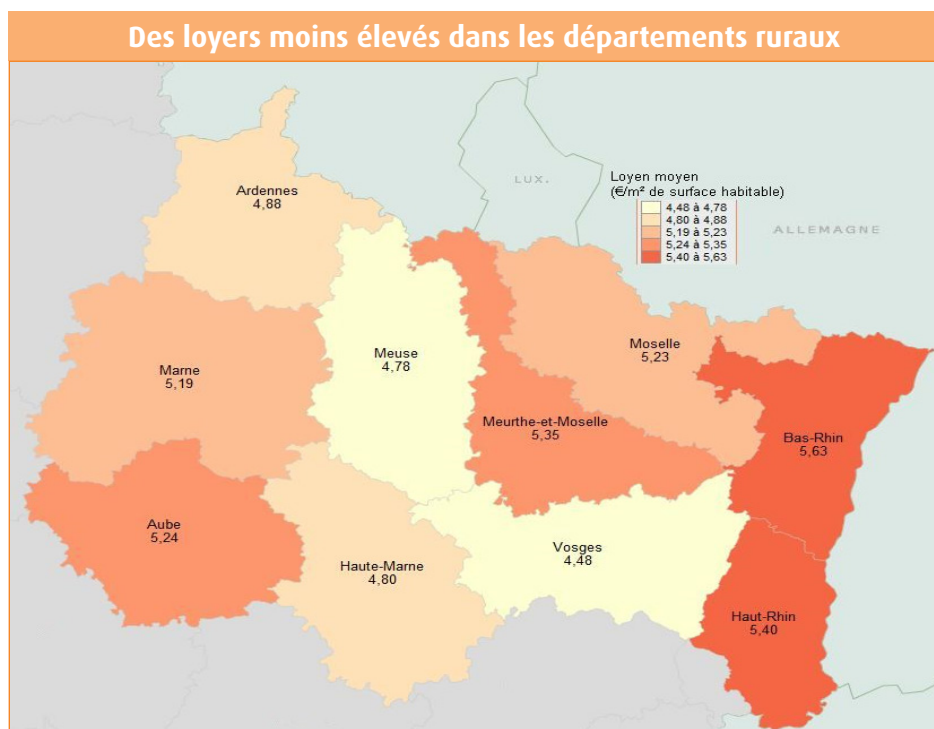 Des loyers moins élevés dans les départements ruraux
Loyen moyen
(€/m² de surface habitable)
4,48 à 4,78
4,80 à 4,88
5,19 à 5,23
5,24 à 5,35
5,40 à 5,63
LUX.
ALLEMAGNE
Ardennes
4,88
Marne
5,19
Meuse
4,78
Moselle
5,23
Meurthe-et-Moselle
5,35
Bas-Rhin
5,63
Aube
5,24
Haute-Marne
4,80
Vosges
4,48
Haut-Rhin
5,40